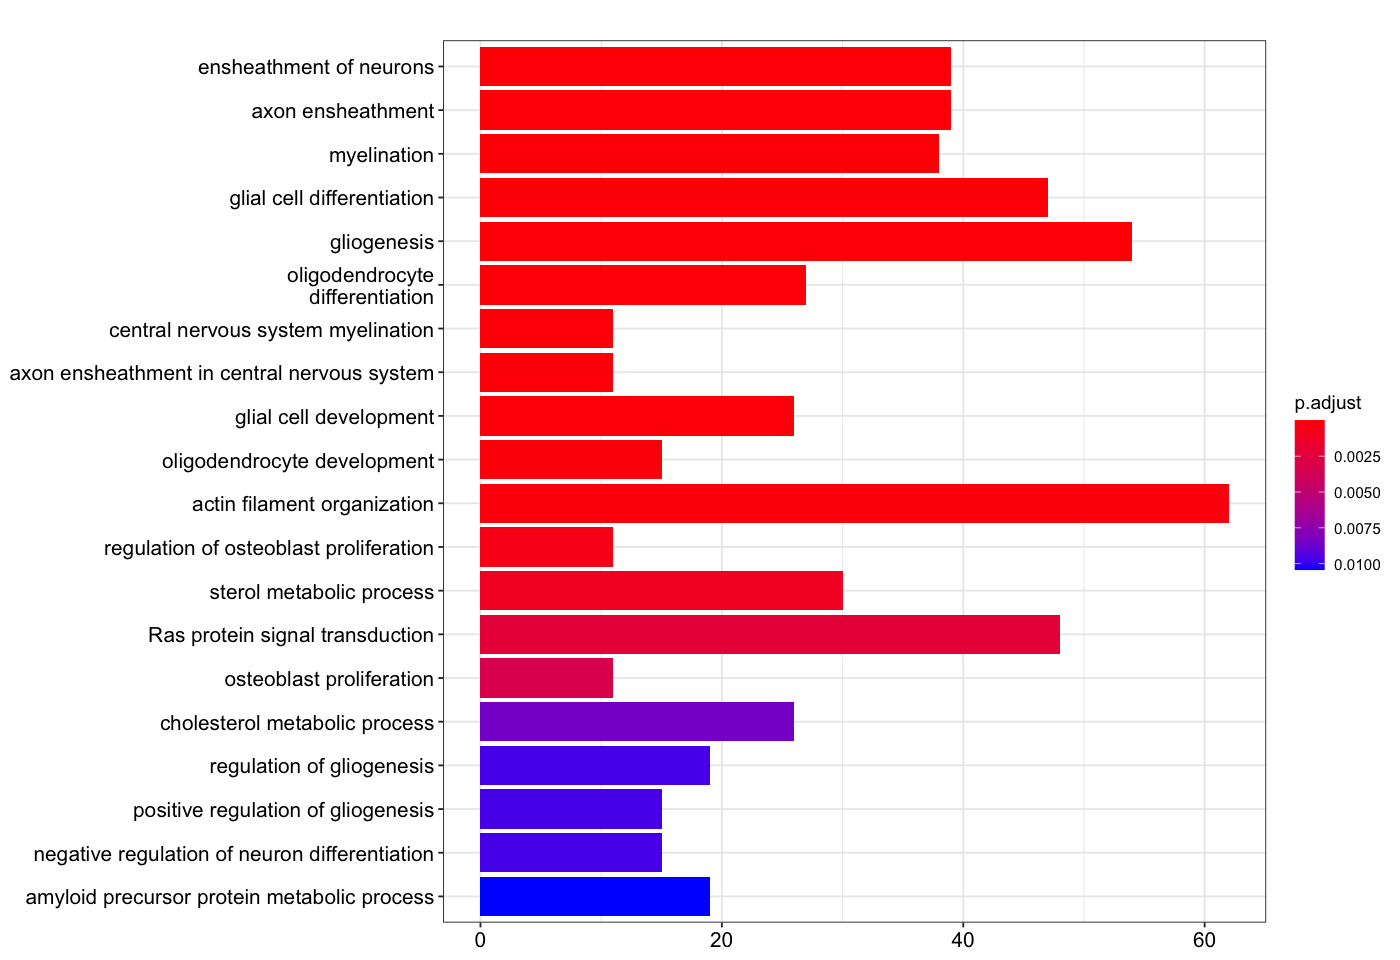 ensheathment of neurons
axon ensheathment
myelination
glial cell differentiation
gliogenesis
oligodendrocyte
differentiation
central nervous system myelination
axon ensheathment in central nervous system
glial cell development
oligodendrocyte development
actin filament organization
regulation of osteoblast proliferation
sterol metabolic process
Ras protein signal transduction
osteoblast proliferation
cholesterol metabolic process
regulation of gliogenesis
positive regulation of gliogenesis
negative regulation of neuron differentiation
amyloid precursor protein metabolic process
0 20 40 60
p.adjust
0.0025
0.0050
0.0075
0.0100